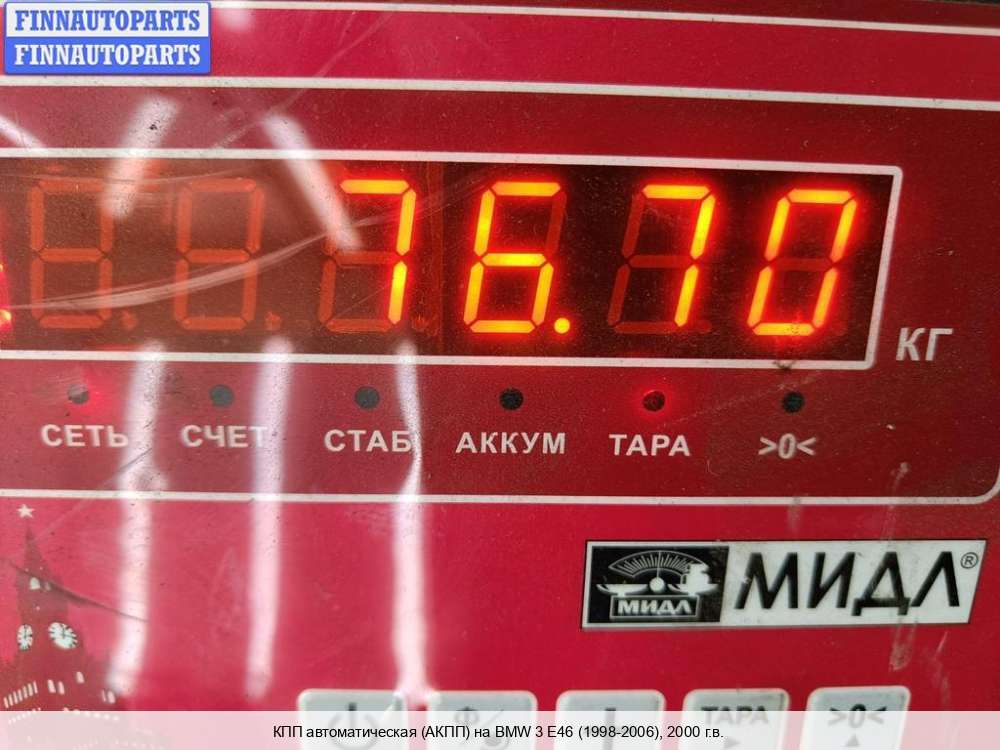 FINNAUTOPARTS
FINNAUTOPARTS
76.70
КГ
СЕТЬ СЧЕТ СТАБ АККУМ ТАРА >0<
МИДЛ МИДЛ®
ТАРА >0<
КПП автоматическая (АКПП) на BMW 3 E46 (1998-2006), 2000 г.в.